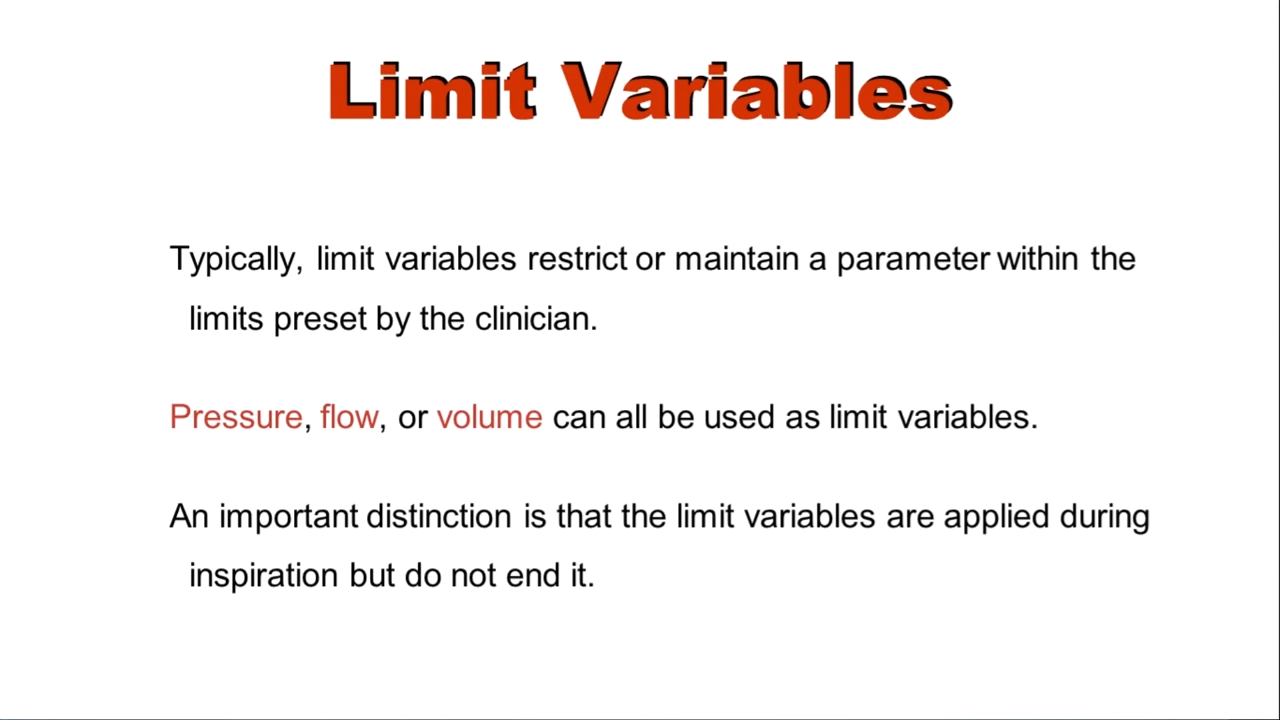 Limit Variables
Typically, limit variables restrict or maintain a parameter within the
limits preset by the clinician.
Pressure, flow, or volume can all be used as limit variables.
An important distinction is that the limit variables are applied during
inspiration but do not end it.